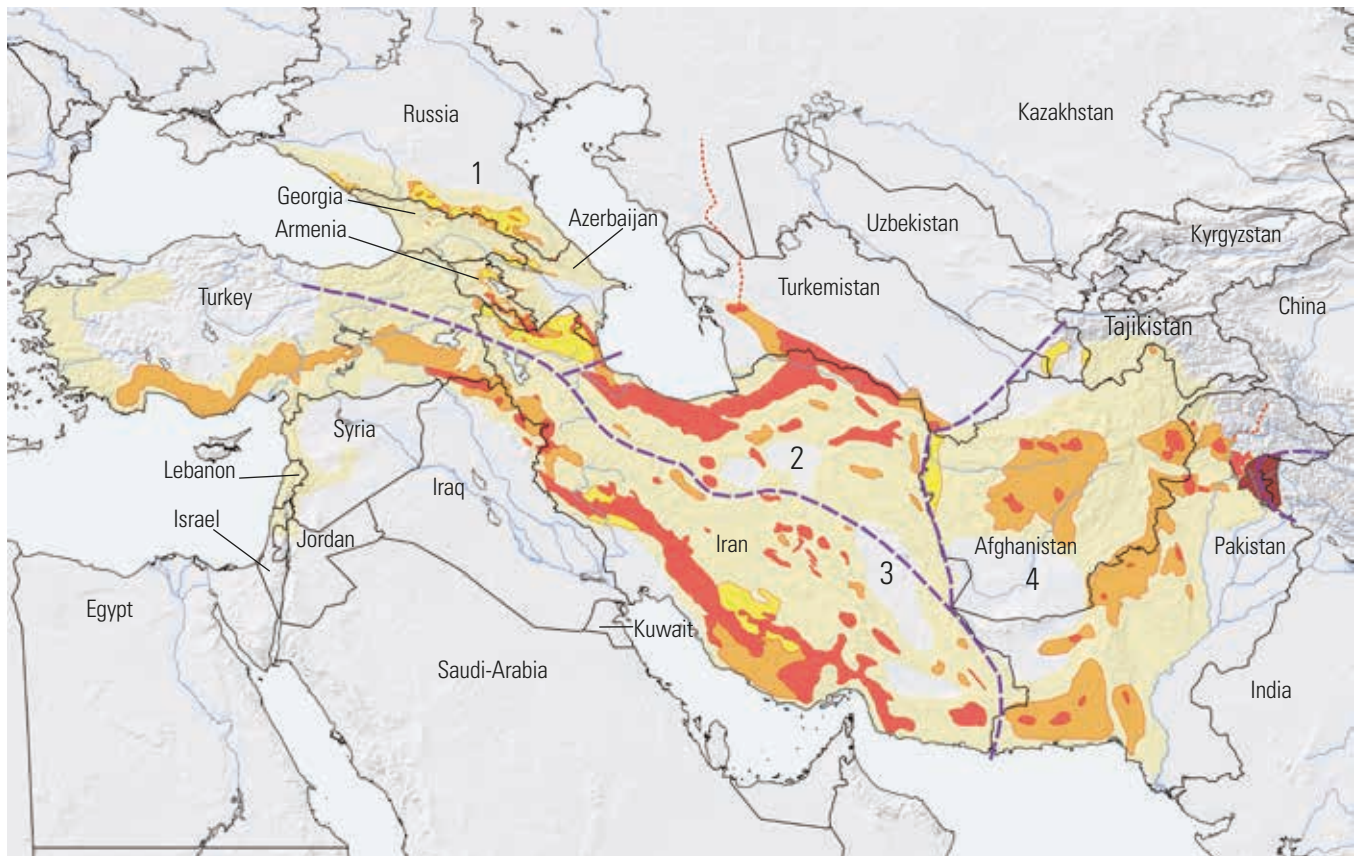 Russia
Kazakhstan
1
Georgia
Armenia
Azerbaijan
Uzbekistan
Kyrgyzstan
Turkey
Turkemistan
China
Tajikistan
Syria
2
Lebanon
Iraq
Israel
Jordan
Iran
Afghanistan
Pakistan
3
4
Egypt
Kuwait
Saudi-Arabia
India